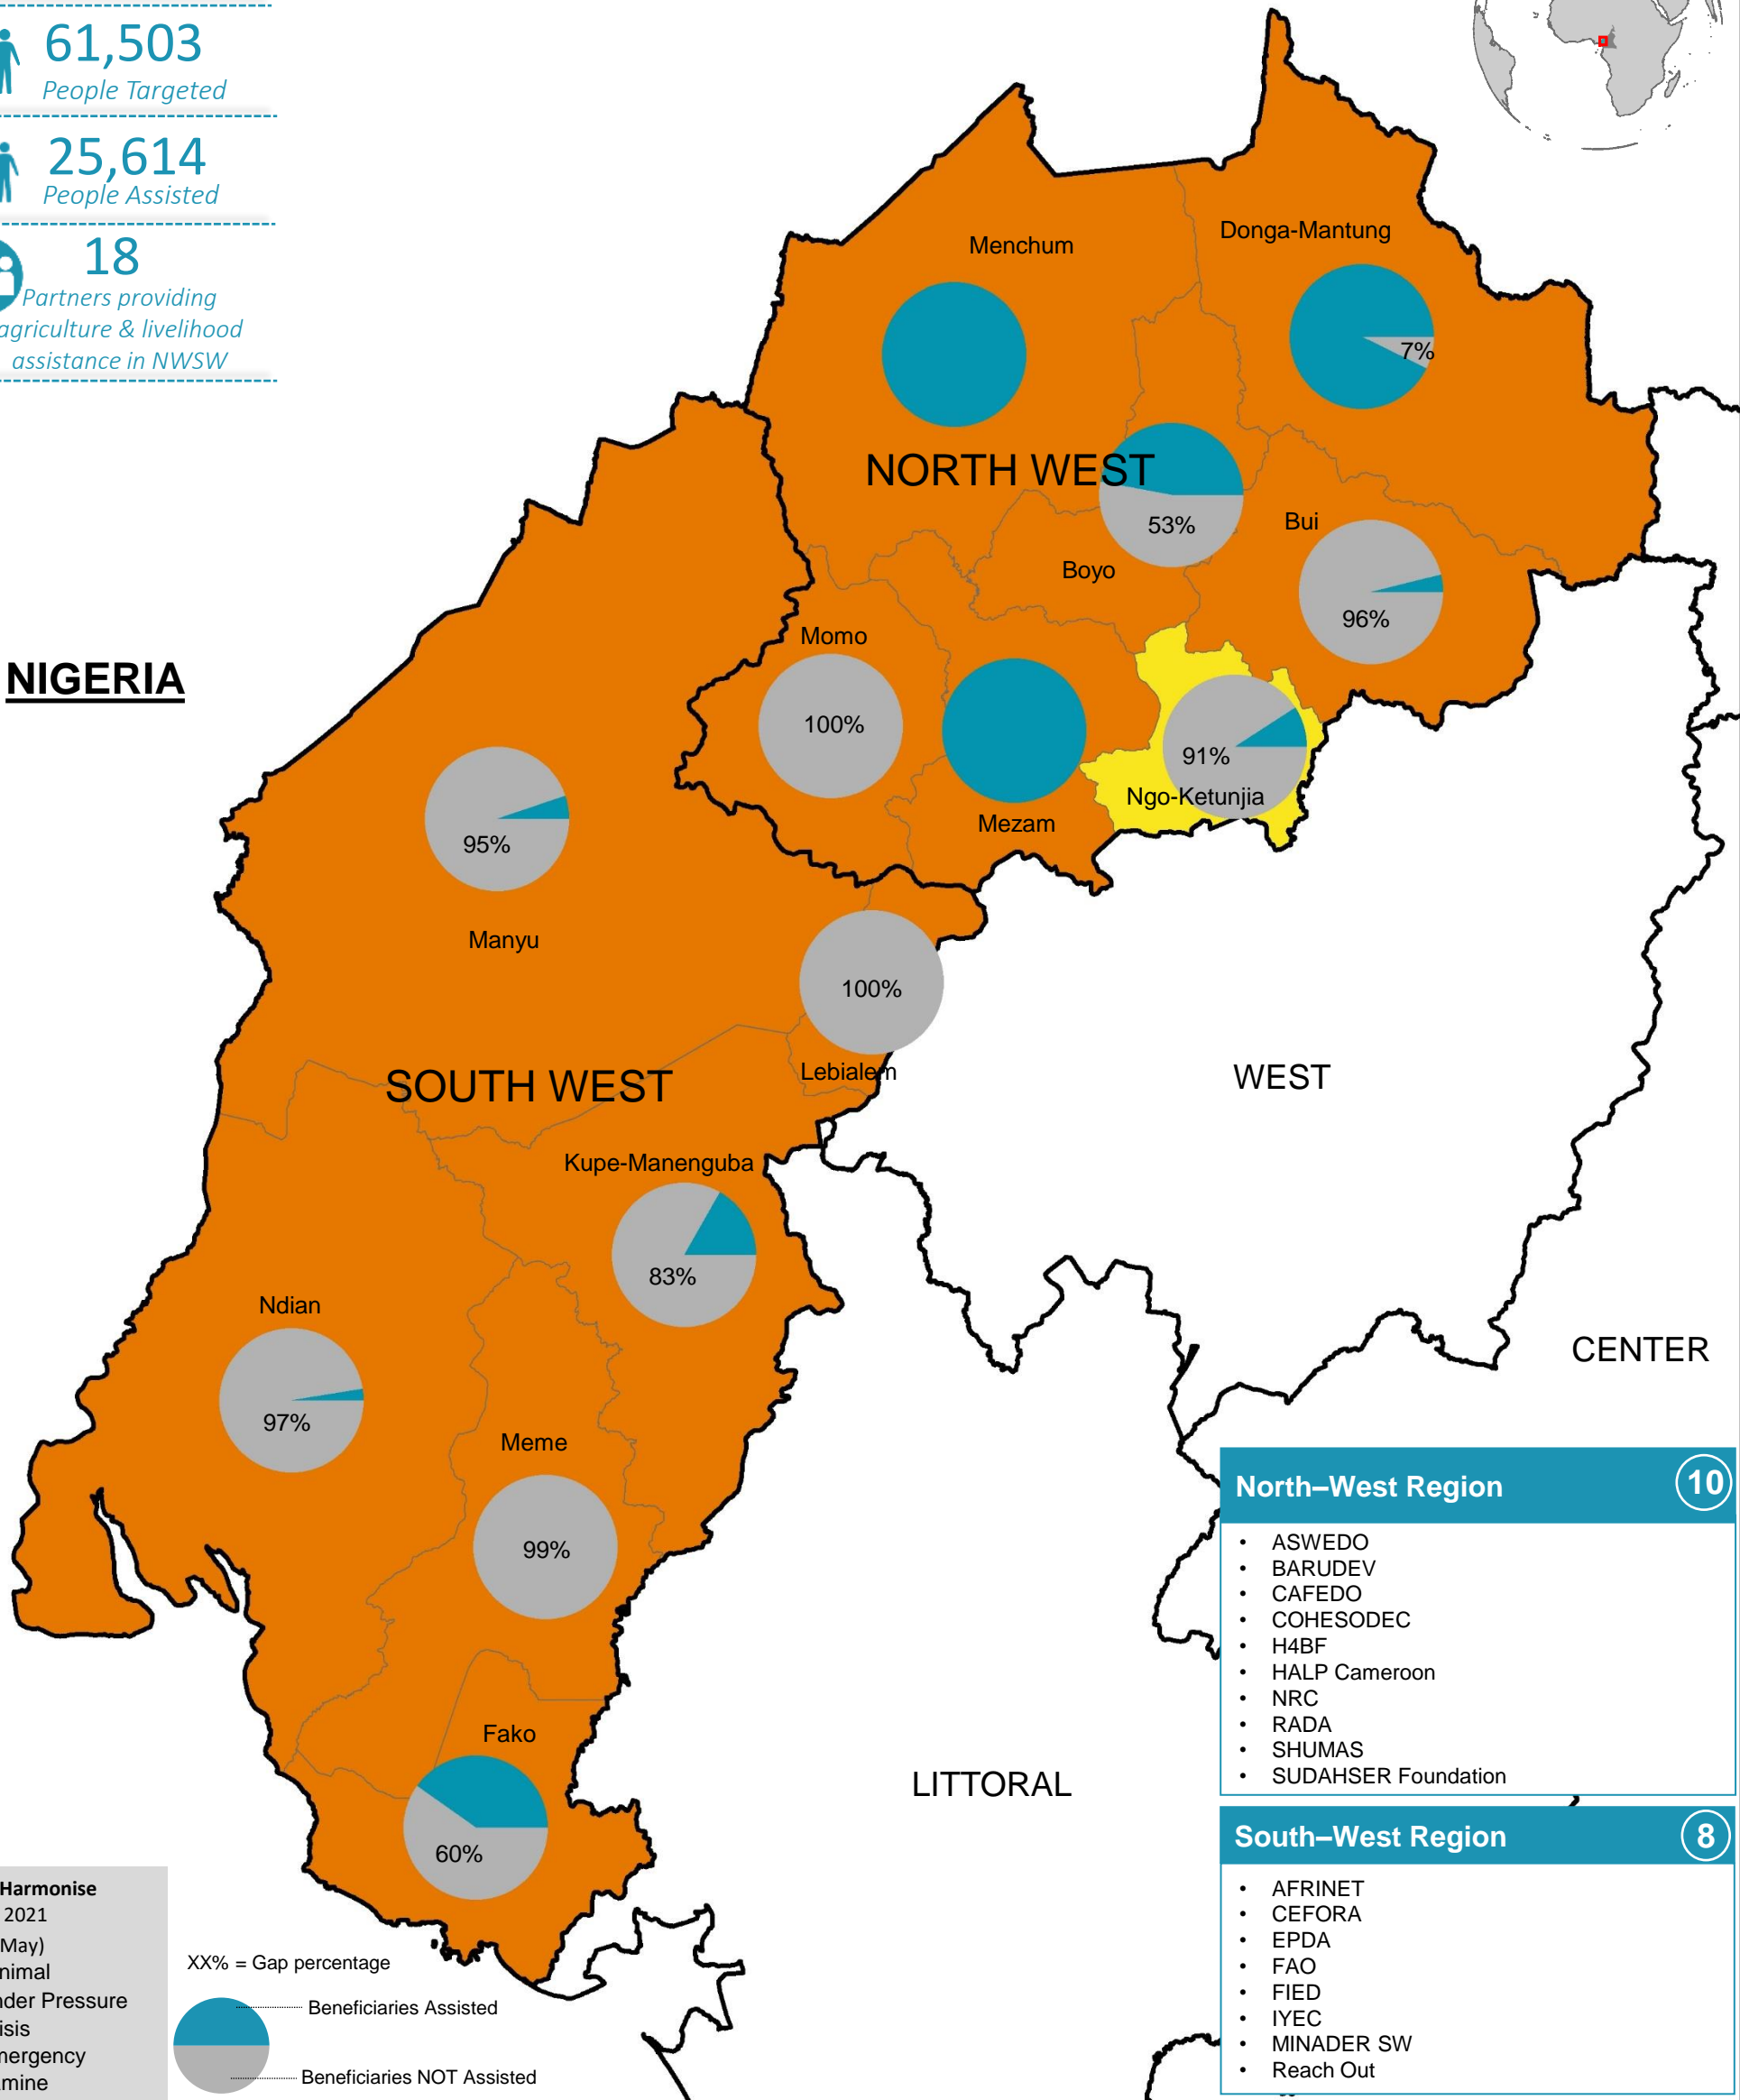 61,503
People Targeted
25,614
People Assisted
18
Partners providing
agriculture & livelihood
assistance in NWSW
Menchum
Donga-Mantung
7%
NORTH WEST
53%
Bui
Boyo
96%
Momo
NIGERIA
100%
91%
Ngo-Ketunjia
Mezam
95%
Manyu
100%
Lebialem
SOUTH WEST
WEST
Kupe-Manenguba
83%
Ndian
CENTER
97%
Meme
99%
Fako
60%
LITTORAL
North–West Region
10
• ASWEDO
• BARUDEV
• CAFEDO
• COHESODEC
• H4BF
• HALP Cameroon
• NRC
• RADA
• SHUMAS
• SUDAHSER Foundation
South–West Region
8
• AFRINET
• CEFORA
• EPDA
• FAO
• FIED
• IYEC
• MINADER SW
• Reach Out
Harmonise
2021
May)
nimal
nder Pressure
isis
mergency
amine
XX% = Gap percentage
Beneficiaries Assisted
Beneficiaries NOT Assisted